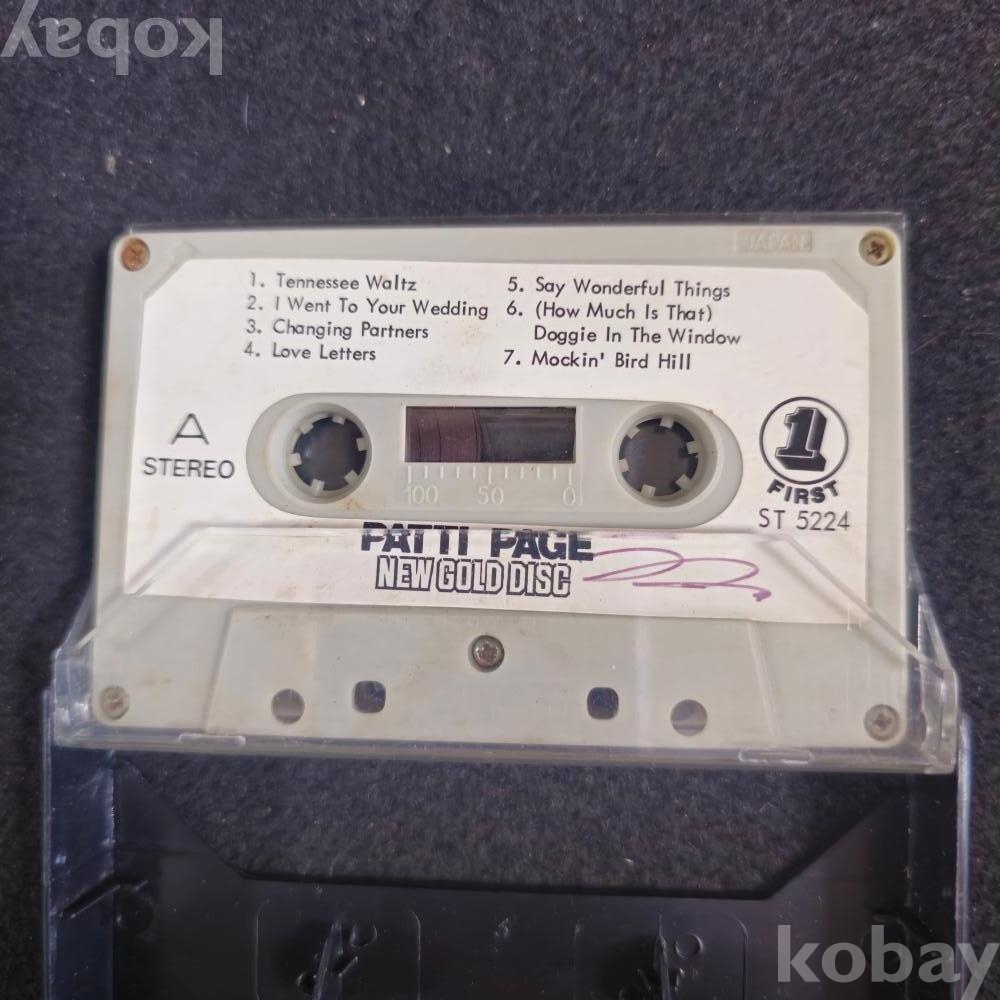 kobay
JAPAN
1. Tennessee Waltz
2. I Went To Your Wedding
3. Changing Partners
4. Love Letters
5. Say Wonderful Things
6. (How Much Is That)
Doggie In The Window
7. Mockin' Bird Hill
A
STEREO
100 50 0
1
FIRST
ST 5224
PATTI PAGE
NEW GOLD DISC
kobay